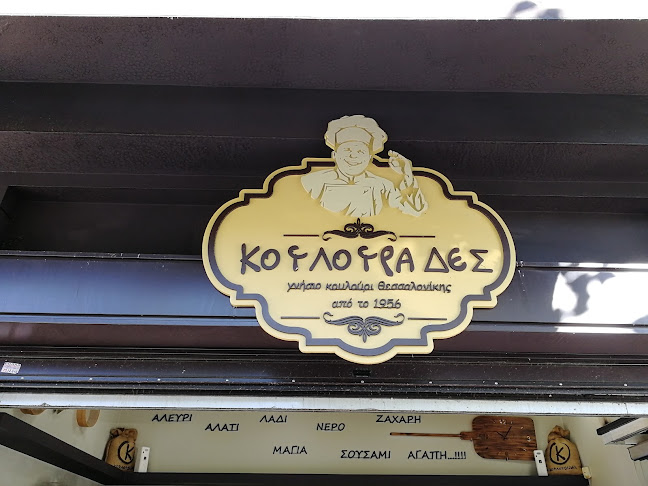 ΚΟΥΛΟΥΡΑΔΕΣ
γνήσιο κουλούρι Θεσσαλονίκης
από το 1956
ΑΛΕΥΡΙ ΑΛΑΤΙ ΛΑΔΙ ΝΕΡΟ ΖΑΧΑΡΗ
ΜΑΓΙΑ ΣΟΥΣΑΜΙ ΑΓΑΠΗ...!!!!
K K